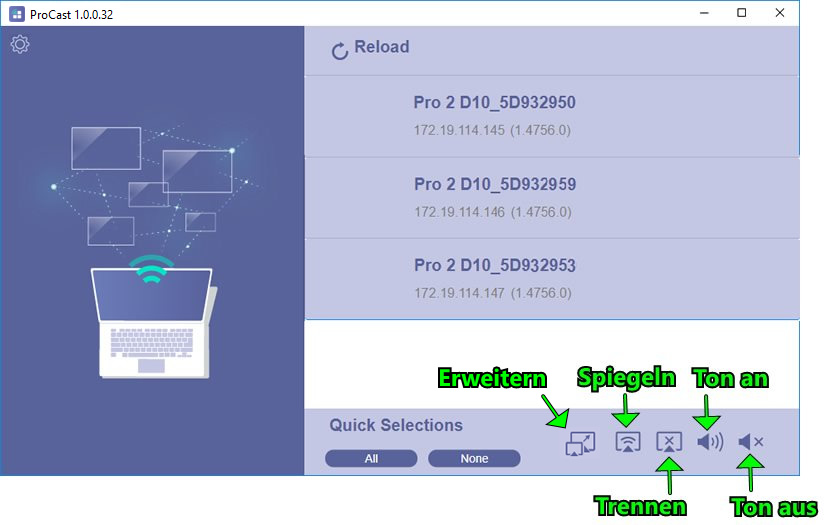 ProCast 1.0.0.32
Reload
Pro 2 D10_5D932950
172.19.114.145 (1.4756.0)
Pro 2 D10_5D932959
172.19.114.146 (1.4756.0)
Pro 2 D10_5D932953
172.19.114.147 (1.4756.0)
Erweitern Spiegeln Ton an
Quick Selections
All None
Trennen Ton aus